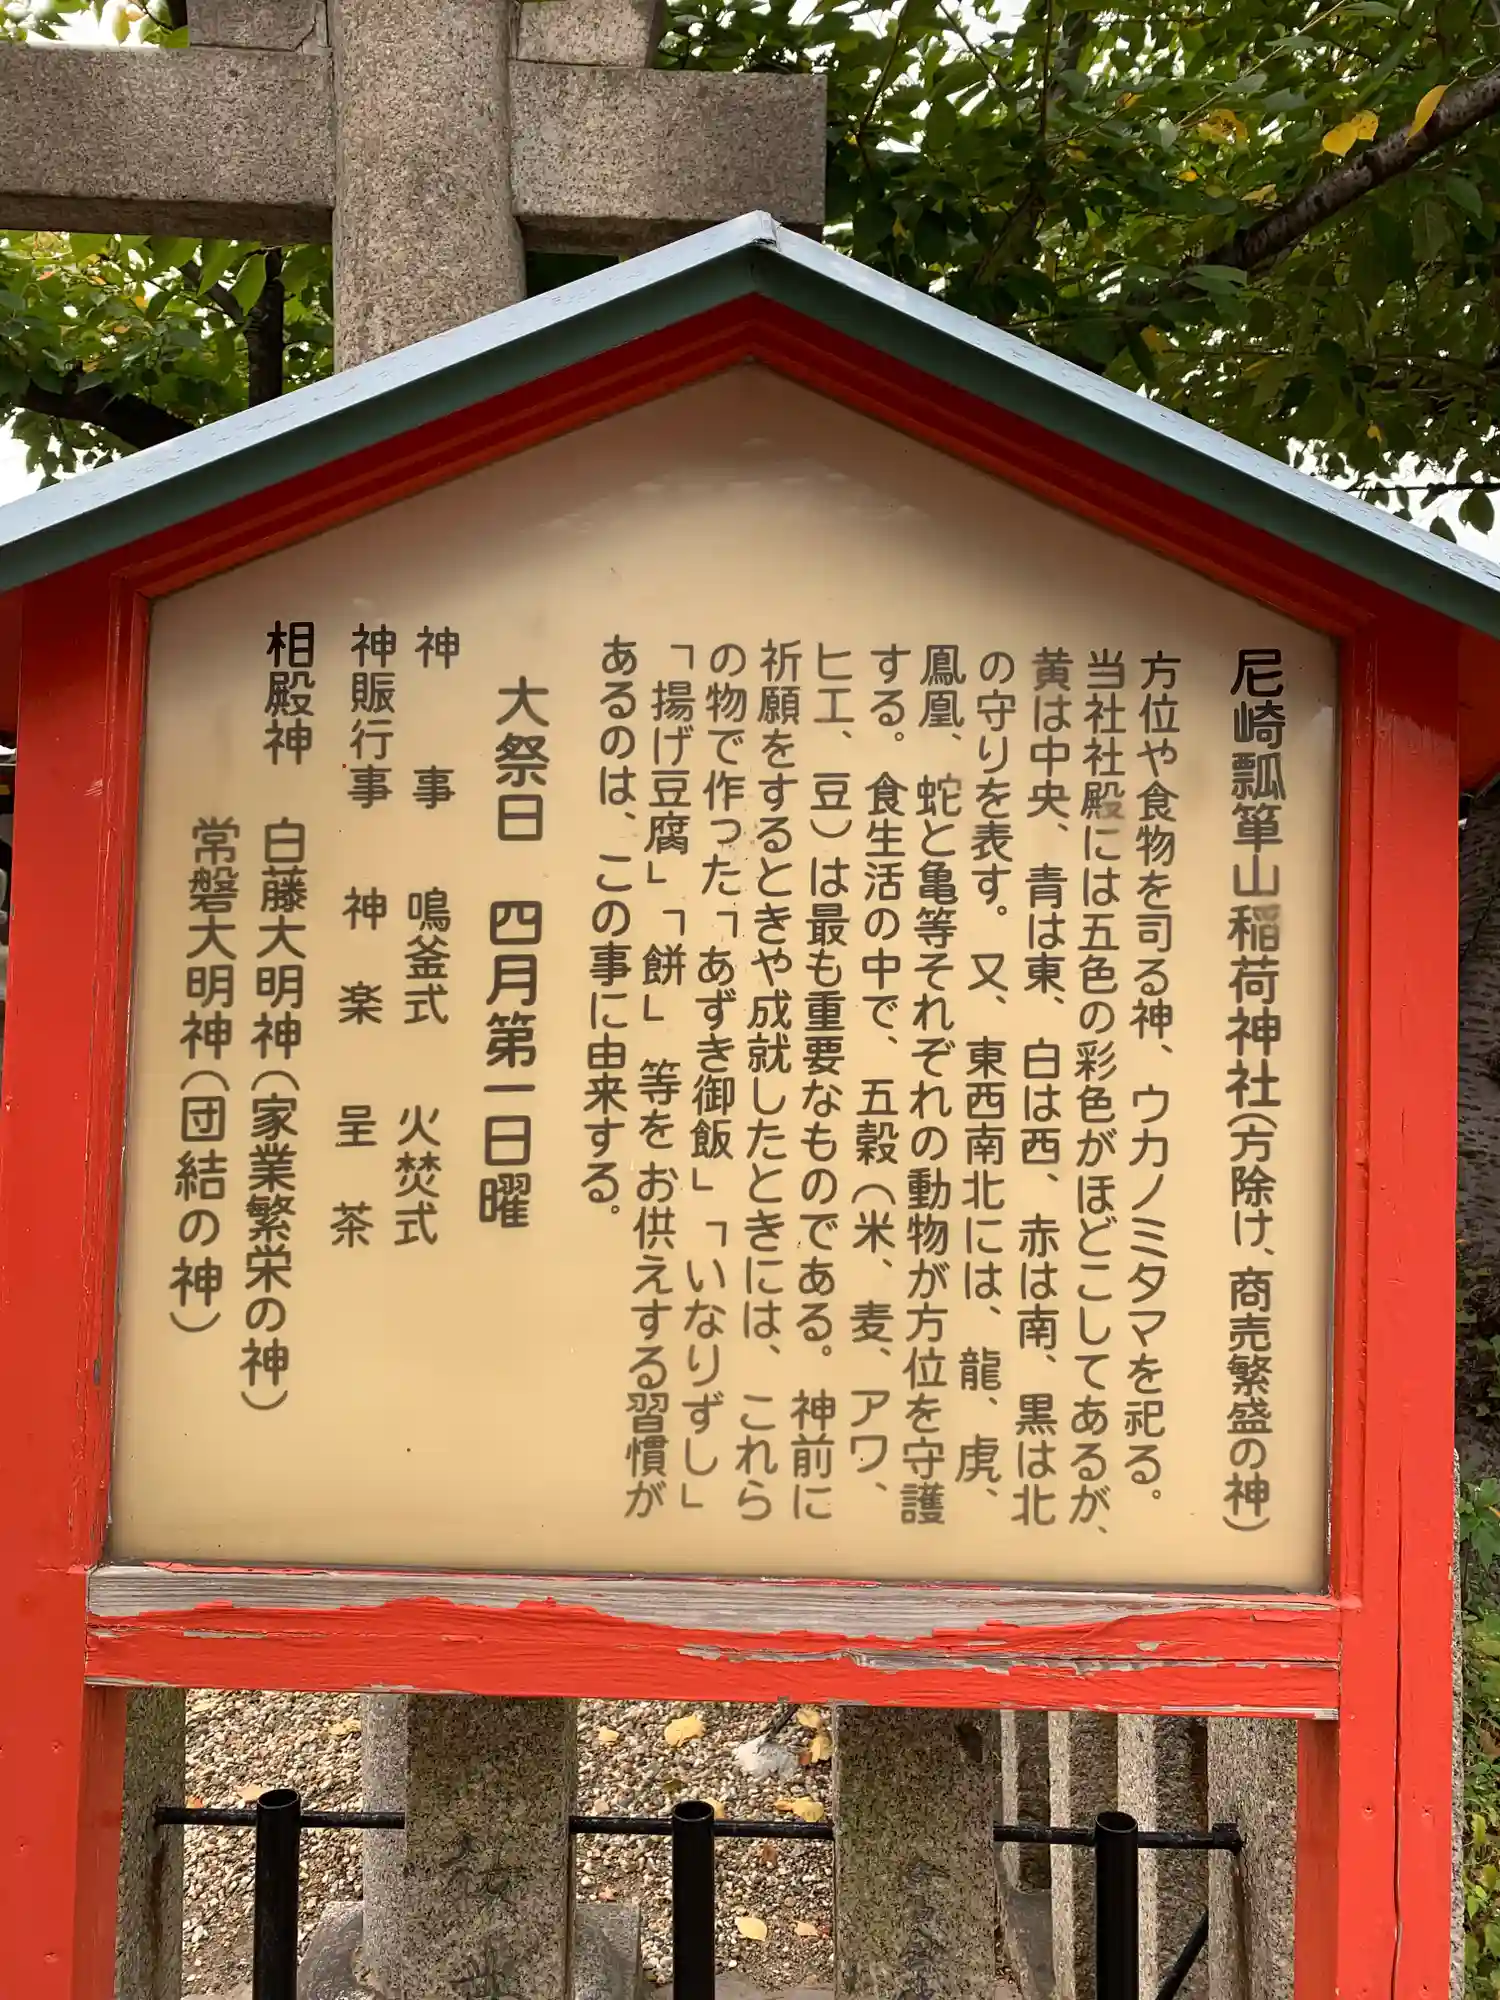 尼崎瓢箪山稲荷神社(方除け、商売繁盛の神)
方位や食物を司る神、ウカノミタマを祀る。
当社社殿には五色の彩色がほどこしてあるが、
黄は中央、青は東、白は西、赤は南、黒は北
の守りを表す。又、東西南北には、龍、虎、
鳳凰、蛇と亀等それぞれの動物が方位を守護
する。食生活の中で、五穀(米、麦、アワ、
ヒエ、豆)は最も重要なものである。神前に
祈願をするときや成就したときには、これら
の物で作った「あずき御飯」「いなりずし」
「揚げ豆腐」「餅」等をお供えする習慣が
あるのは、この事に由来する。
大祭日 四月第一日曜
神事 鳴釜式 火焚式
神賑行事 神楽 呈茶
相殿神 白藤大明神(家業繁栄の神)
常磐大明神(団結の神)